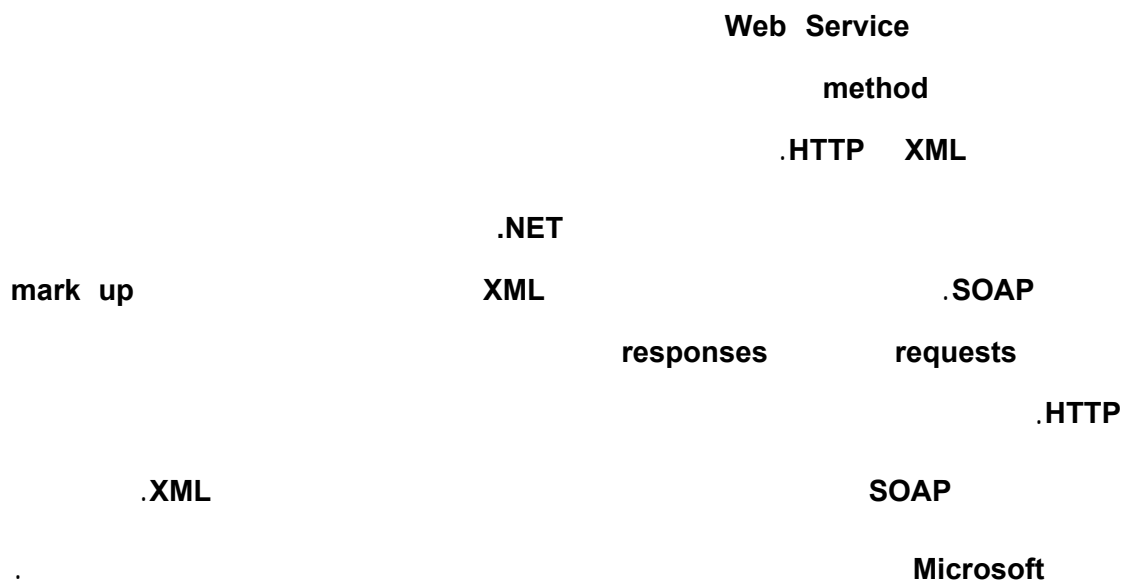 Web Service
method
.HTTP XML
.NET
mark up XML .SOAP
responses requests
.HTTP
.XML SOAP
. Microsoft